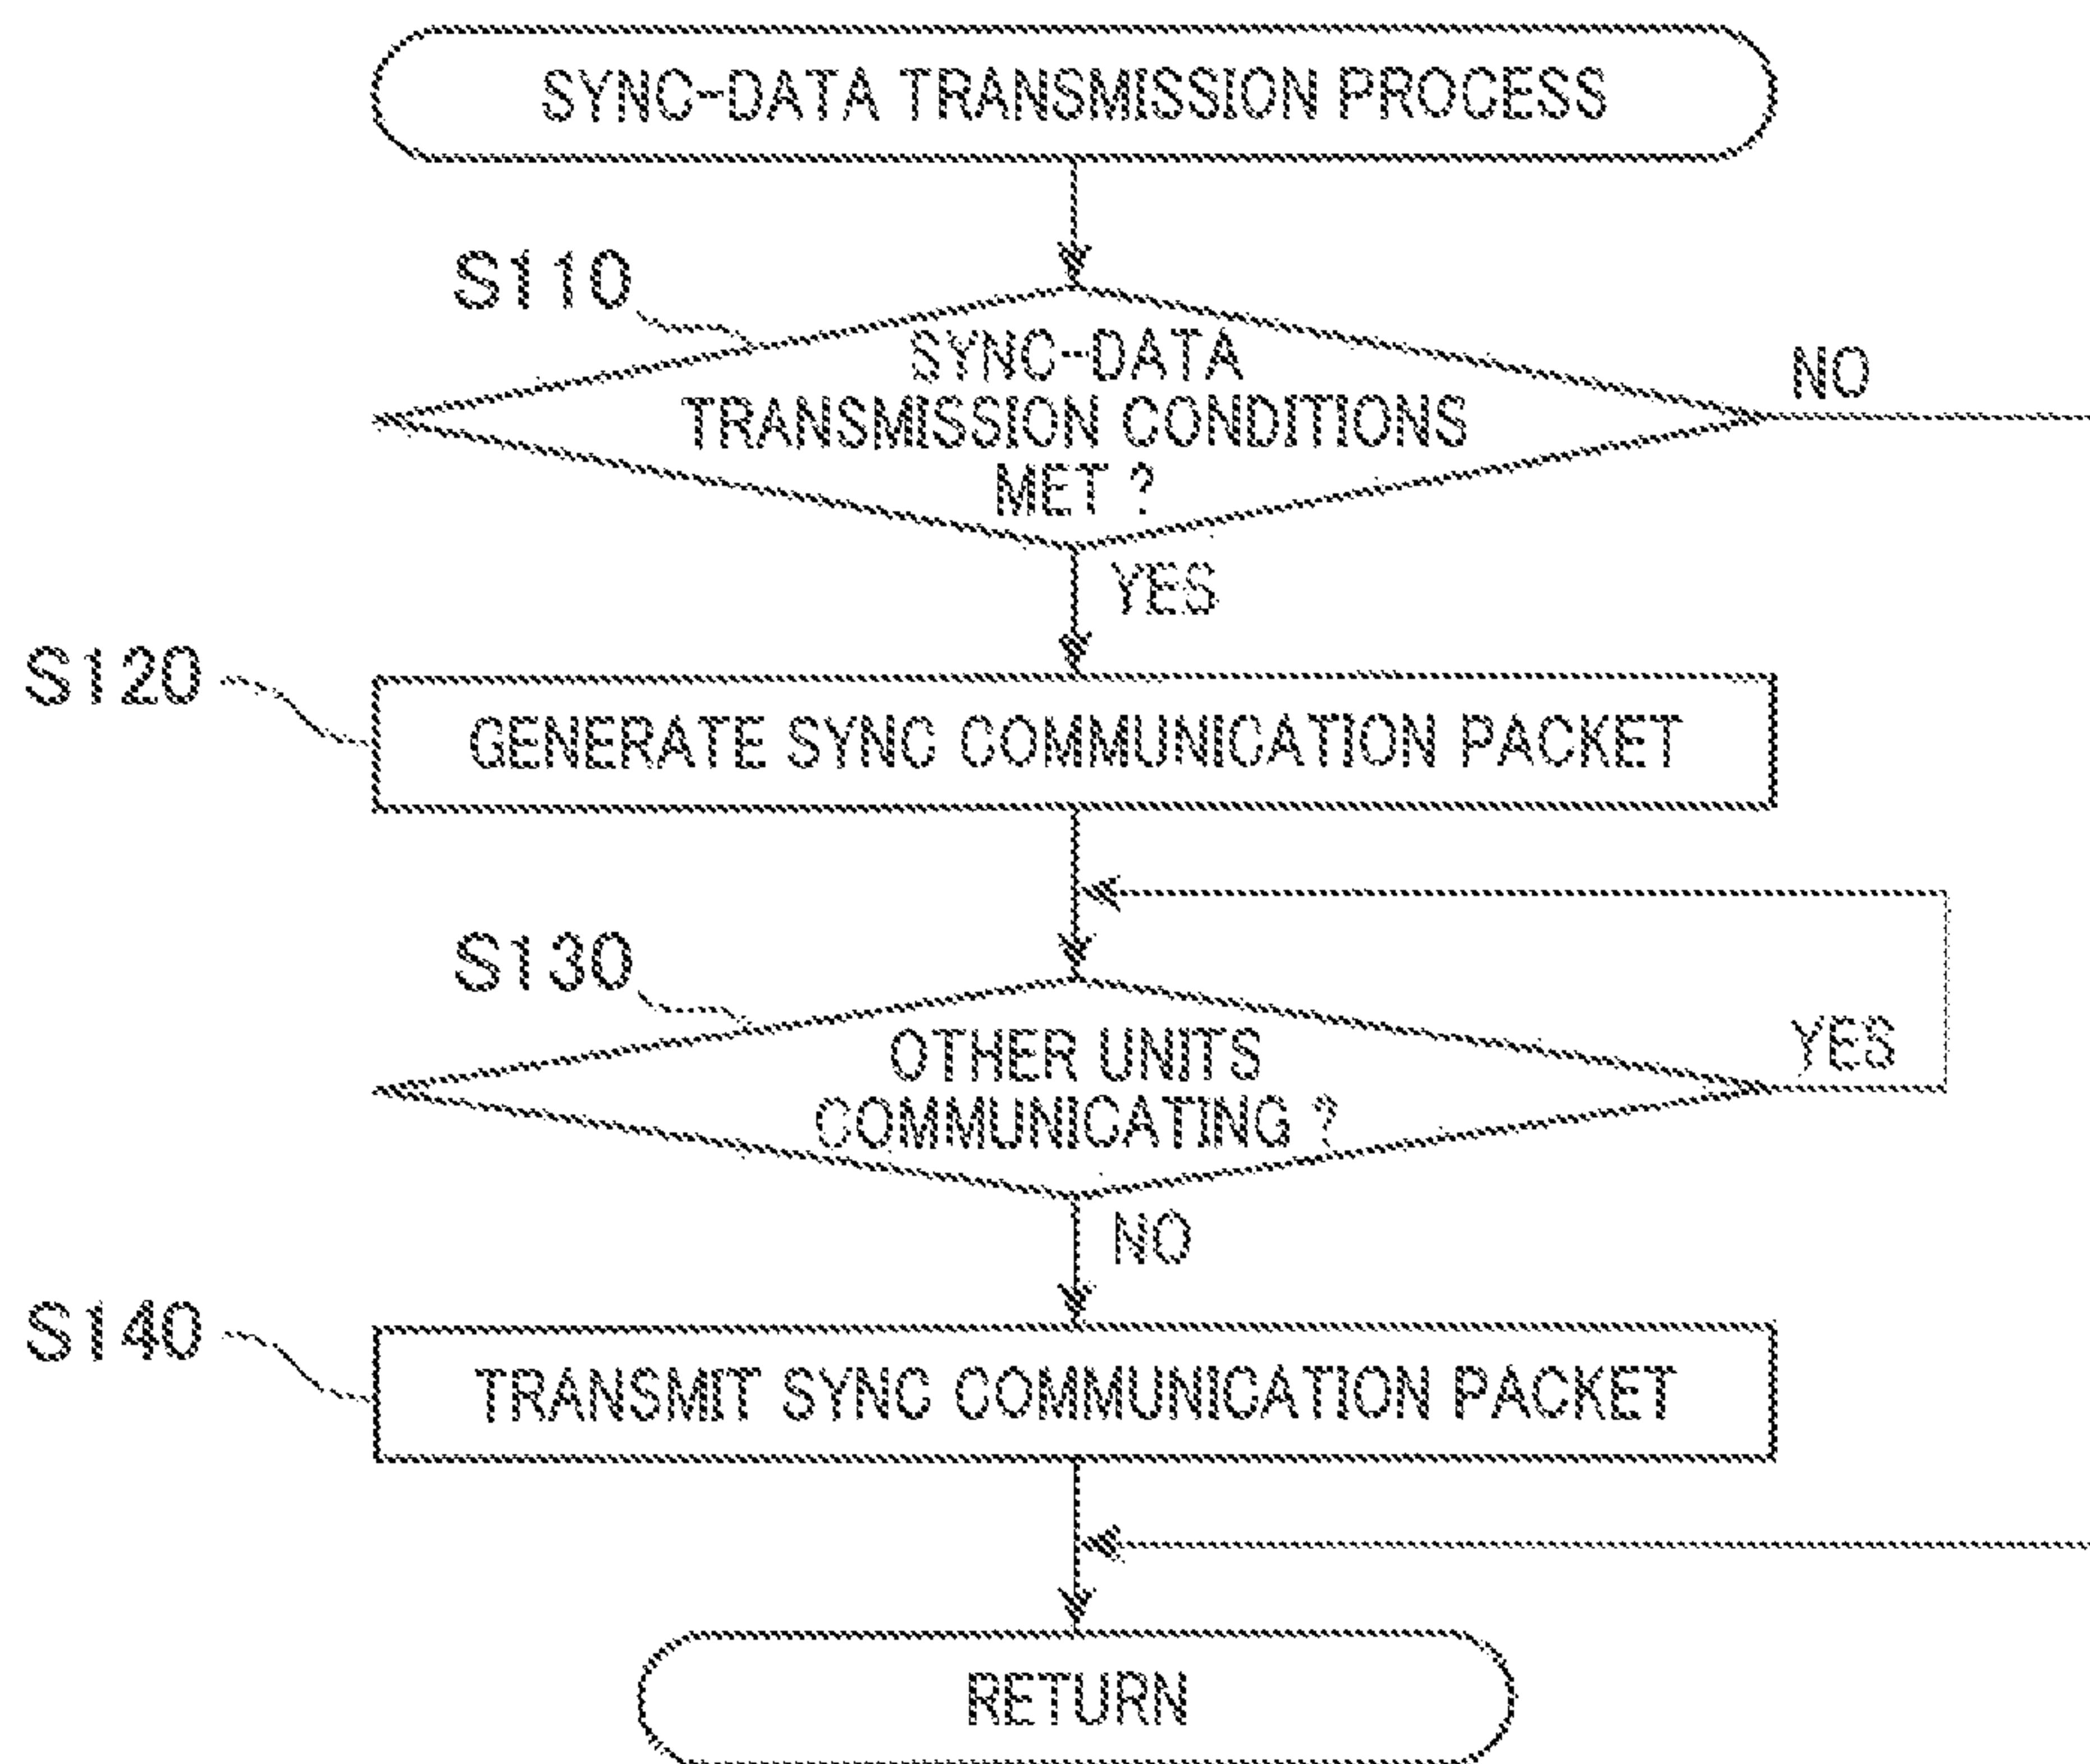 SYNC-DATA TRANSMISSION PROCESS
S110
SYNC-DATA
TRANSMISSION CONDITIONS
MET ?
NO
YES
S120
GENERATE SYNC COMMUNICATION PACKET
S130
OTHER UNITS
COMMUNICATING ?
YES
NO
S140
TRANSMIT SYNC COMMUNICATION PACKET
RETURN